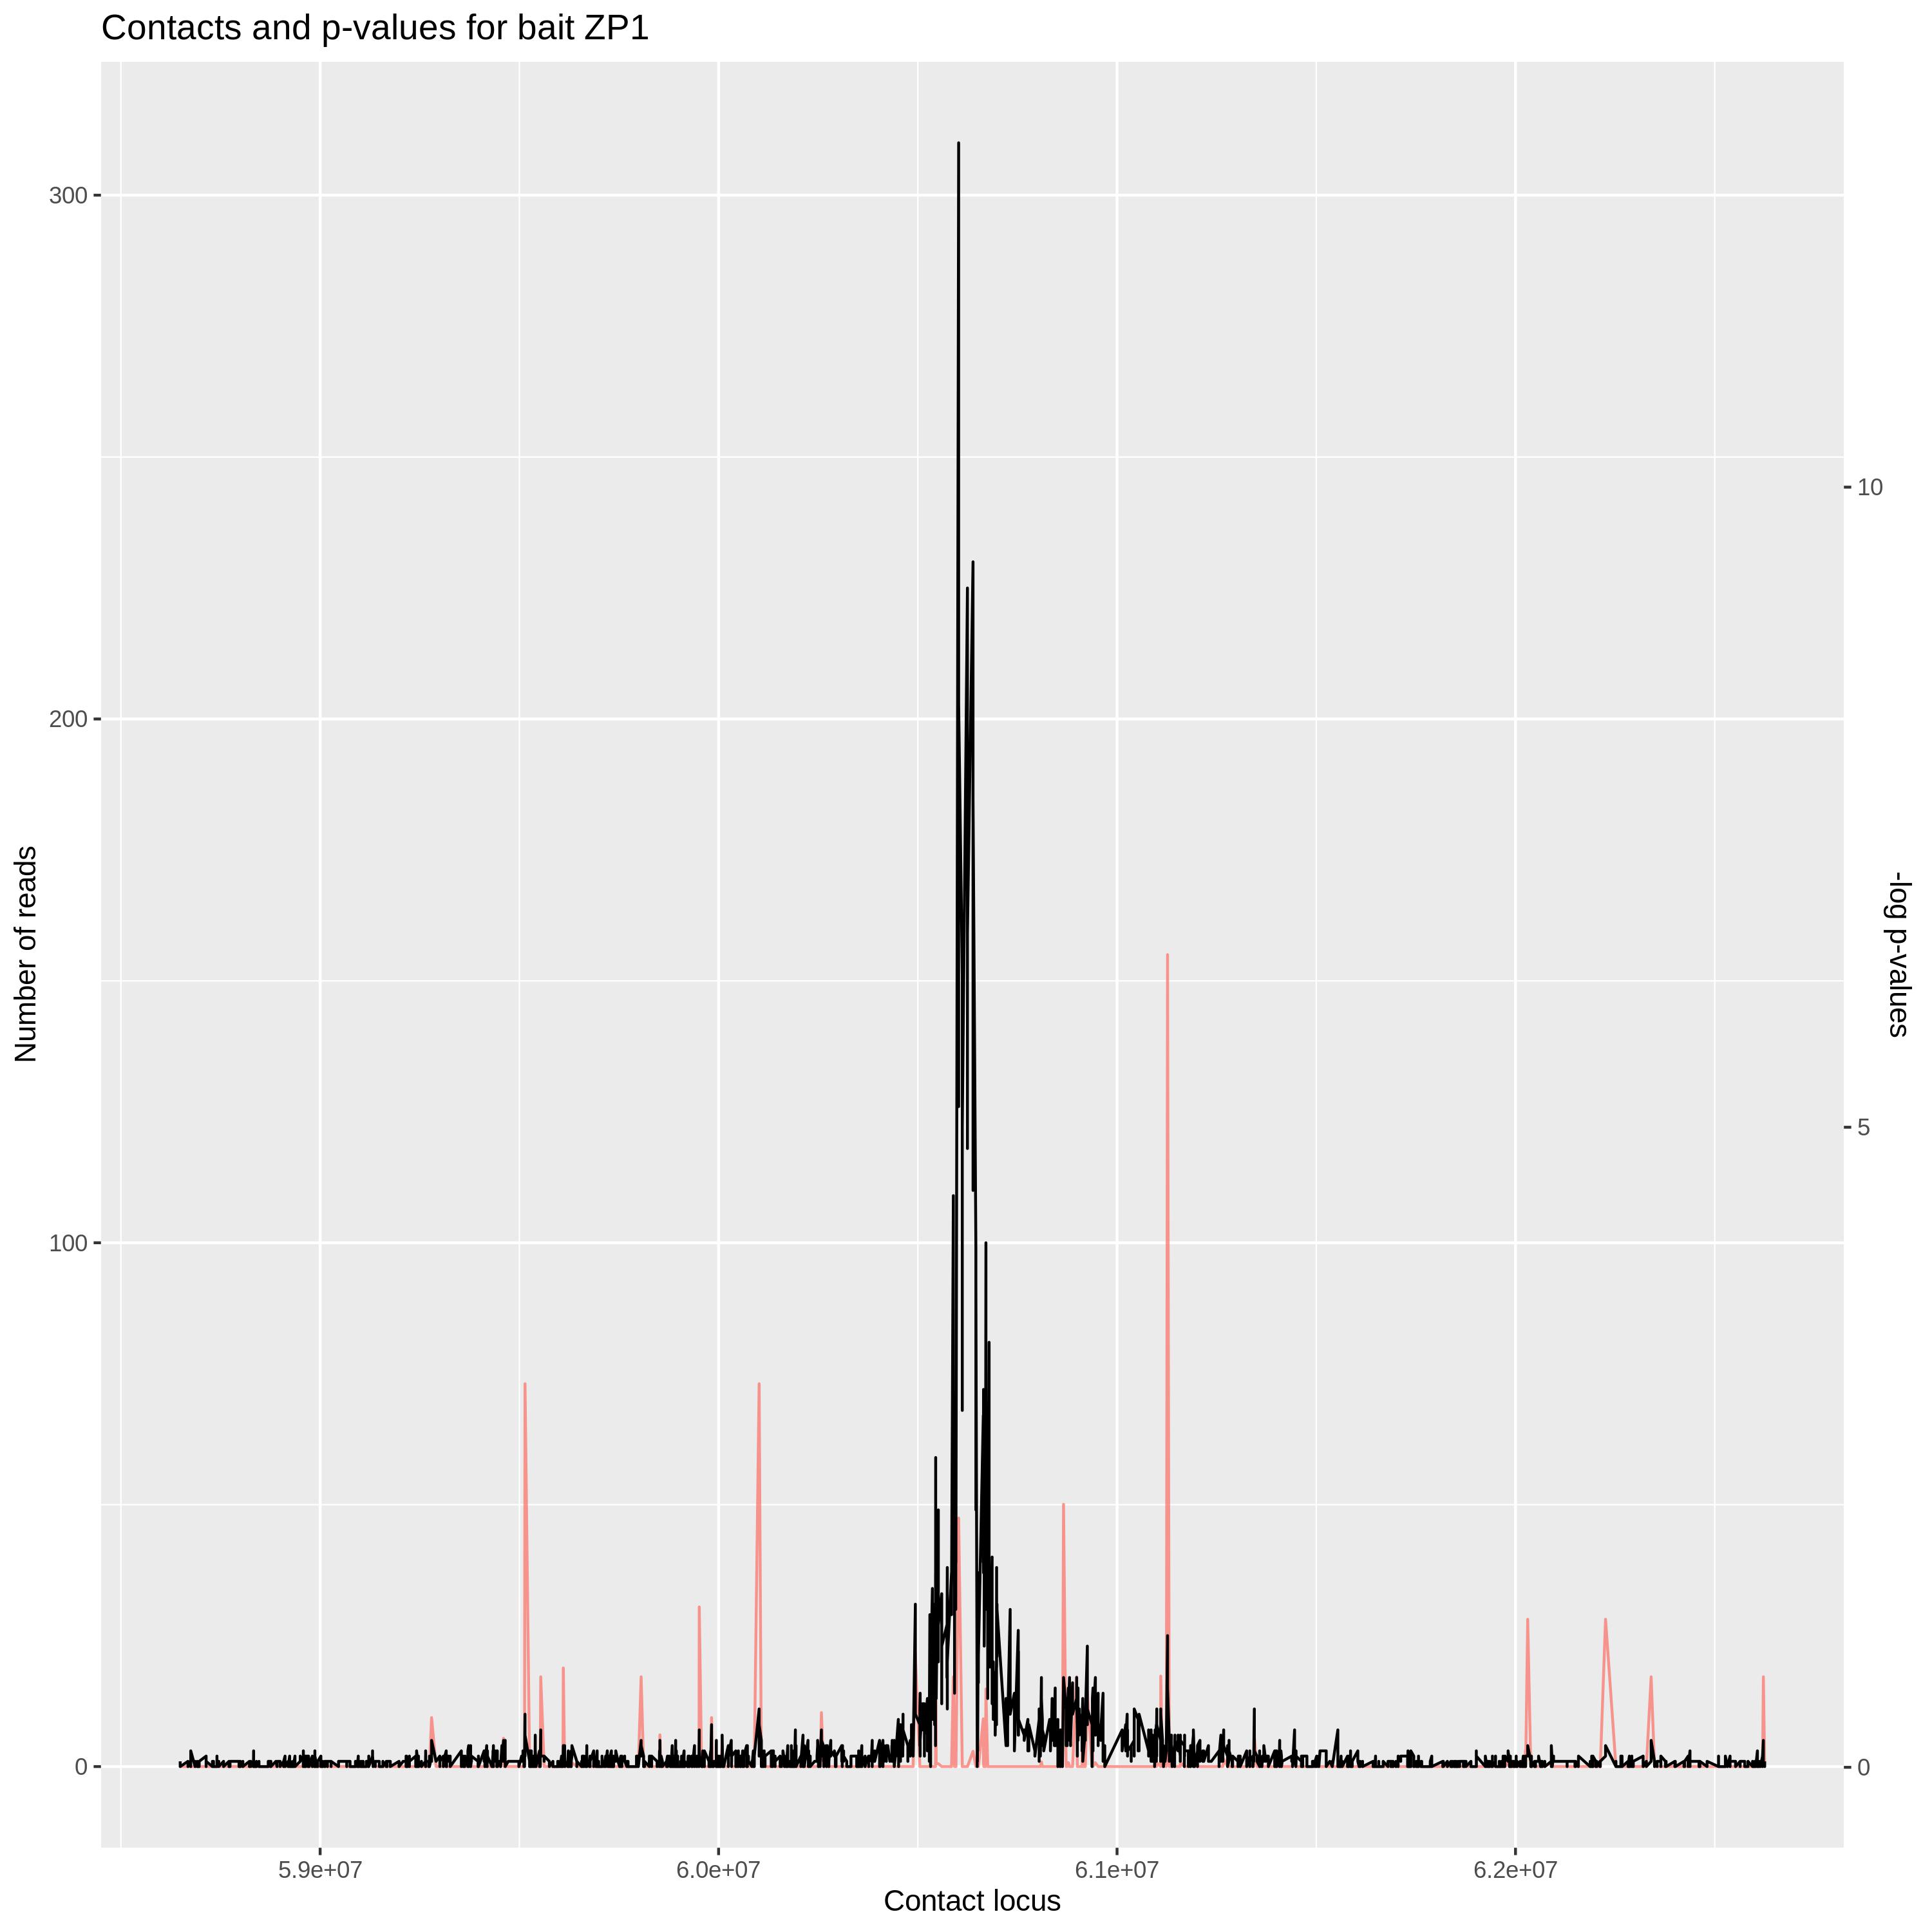 Contacts and p-values for bait ZP1
300
200
100
0
Number of reads
10
5
0
-log p-values
5.9e+07
6.0e+07
6.1e+07
6.2e+07
Contact locus